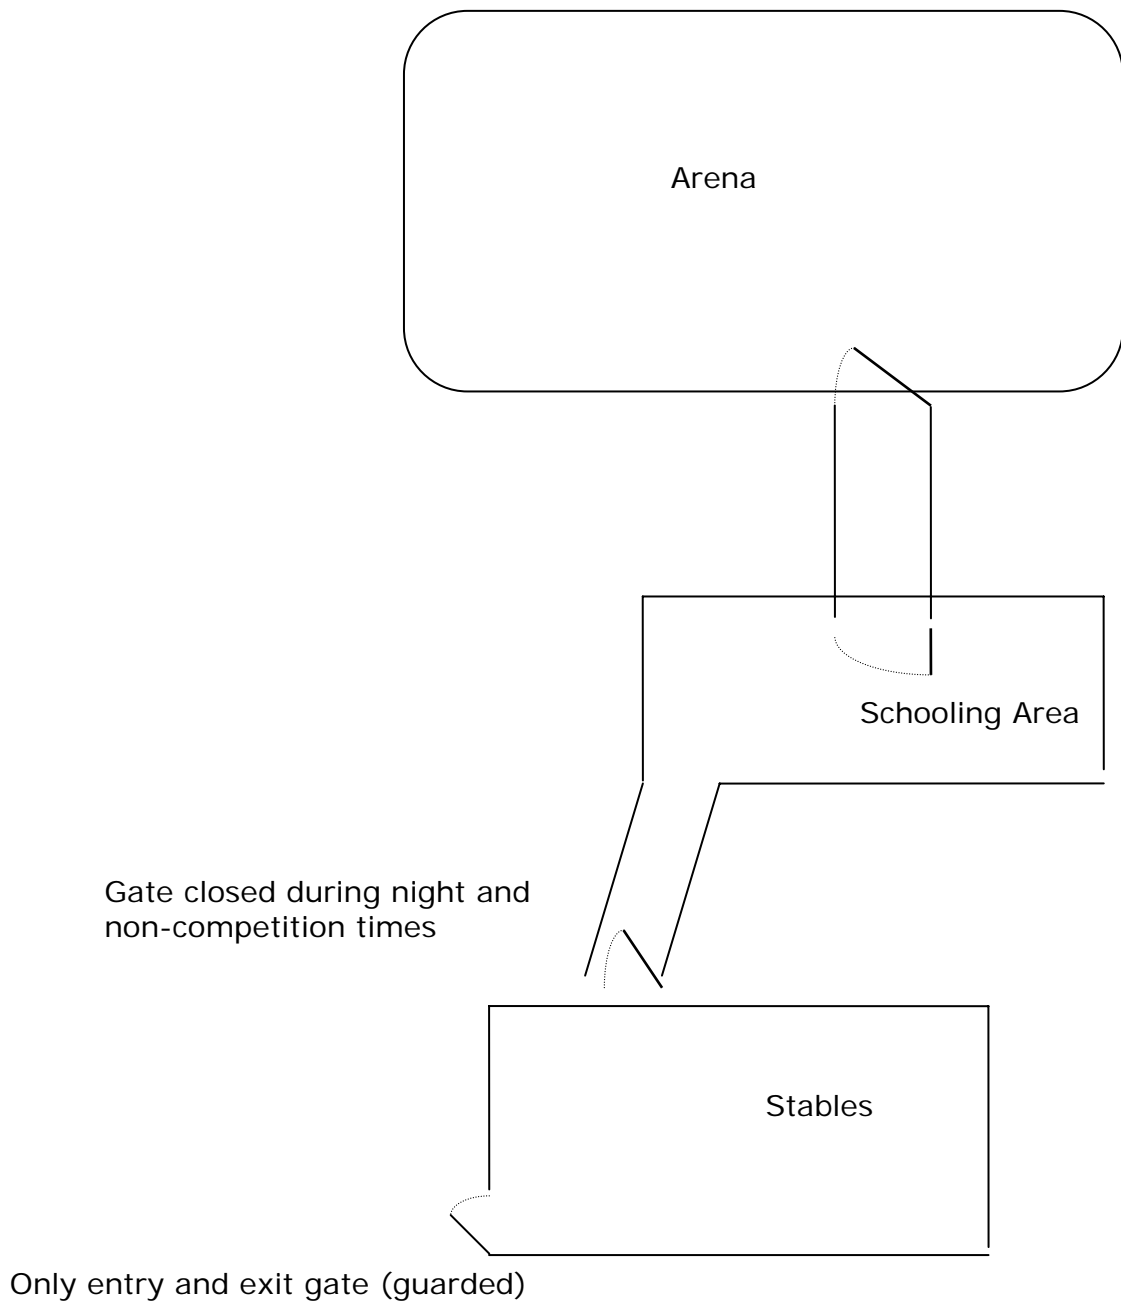 Arena
Schooling Area
Gate closed during night and
non-competition times
Stables
Only entry and exit gate (guarded)